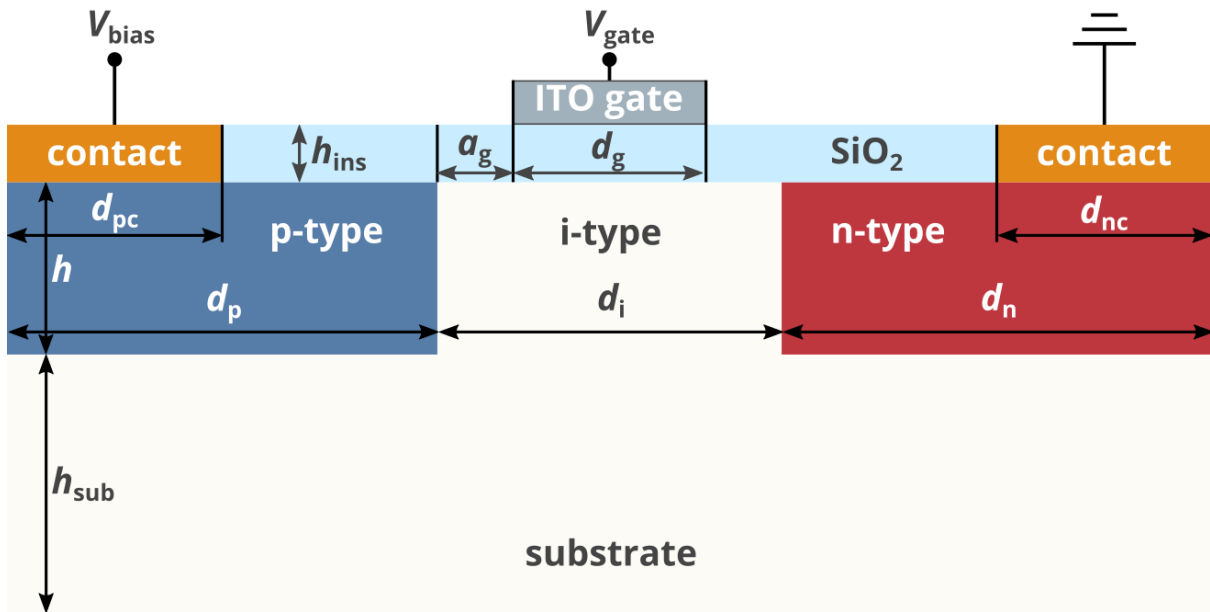 Vbias
Vgate
ITO gate
contact
hins
ag
dg
SiO2
contact
dpc
p-type
i-type
n-type
dnc
h
dp
di
dn
hsub
substrate